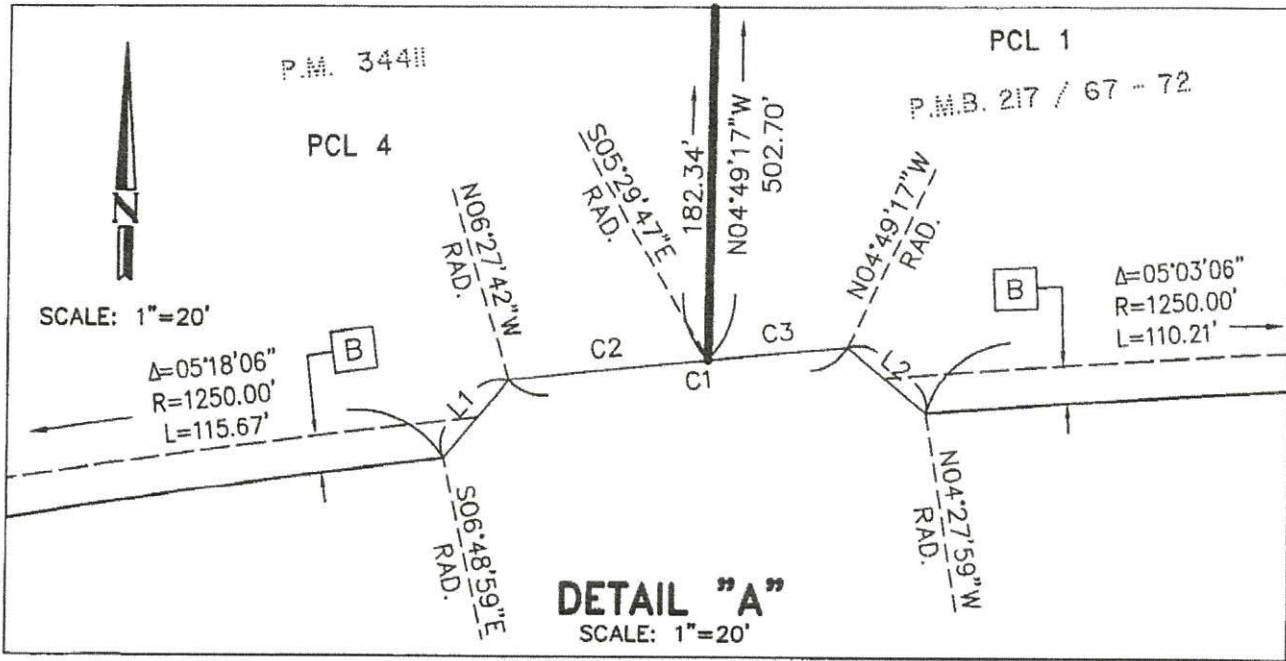 P.M. 34411
PCL 4
PCL 1
P.M.B. 217 / 67 - 72
N
SCALE: 1"=20'
182.34'
N04°49'17"W
502.70'
S05°29'47"E
RAD.
N06°27'42"W
RAD.
N04°49'17"W
RAD.
B
Δ=05°18'06"
R=1250.00'
L=115.67'
B
Δ=05°03'06"
R=1250.00'
L=110.21'
L1
C2
C1
C3
L2
S06°48'59"E
RAD.
N04°27'59"W
RAD.
DETAIL "A"
SCALE: 1"=20'